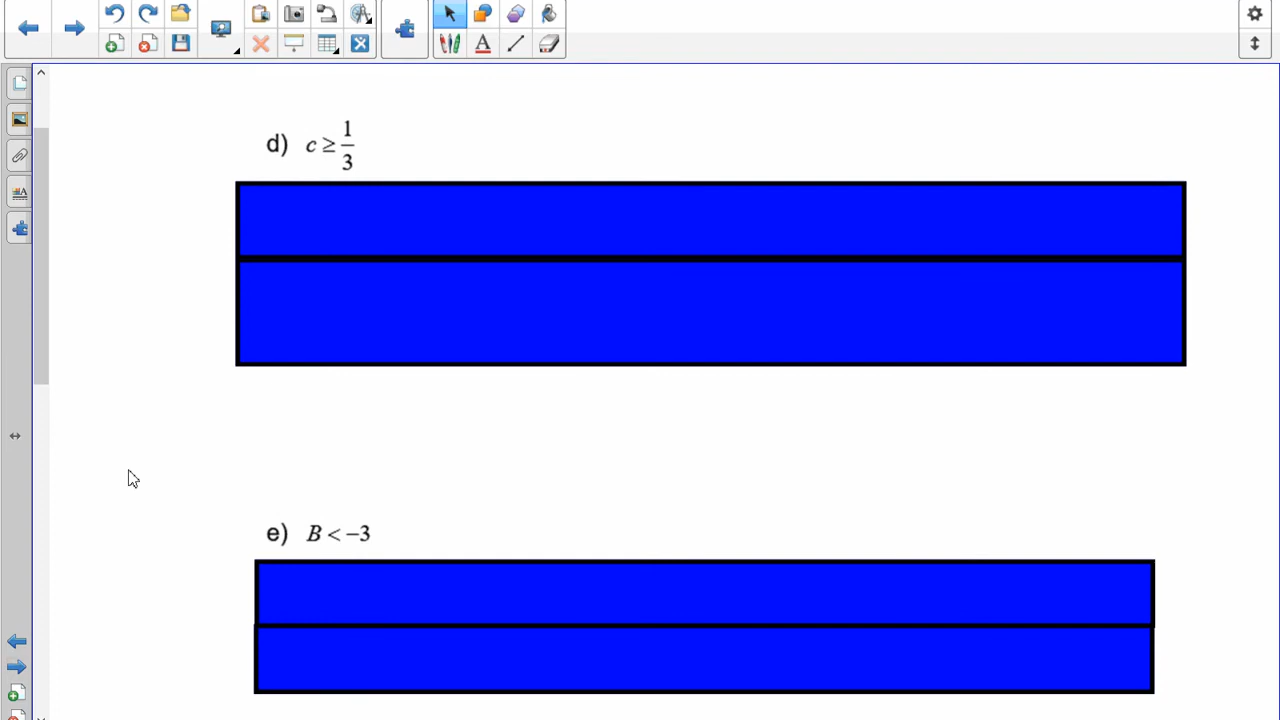 d) c ≥ 1/3
e) B < −3